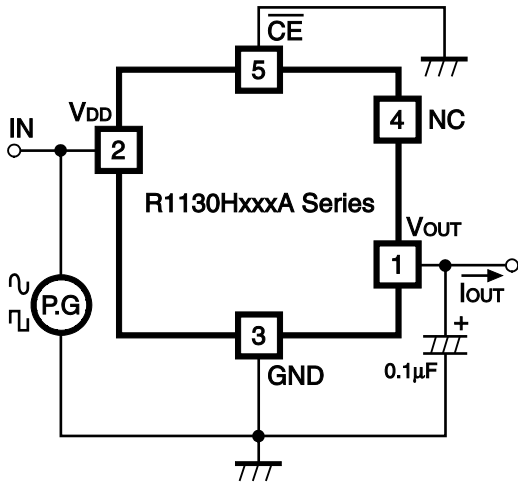 CE
5
VDD
4
NC
IN
2
R1130HxxxA Series
VOUT
1
IOUT
P.G
3
+
GND
0.1µF